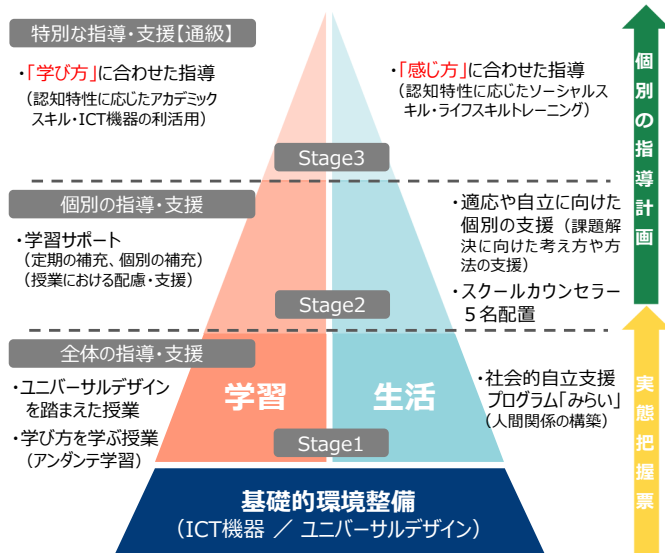 特別な指導・支援【通級】
・「学び方」に合わせた指導
（認知特性に応じたアカデミック
スキル・ICT機器の利活用）
・「感じ方」に合わせた指導
（認知特性に応じたソーシャルス
キル・ライフスキルトレーニング）
Stage3
個別の指導・支援
・学習サポート
（定期の補充、個別の補充）
（授業における配慮・支援）
・適応や自立に向けた
個別の支援（課題解
決に向けた考え方や方
法の支援）
・スクールカウンセラー
５名配置
Stage2
全体の指導・支援
・ユニバーサルデザイン
を踏まえた授業
・学び方を学ぶ授業
（アンダンテ学習）
学習
生活
・社会的自立支援
プログラム「みらい」
（人間関係の構築）
Stage1
基礎的環境整備
（ICT機器 ／ ユニバーサルデザイン）
個別の指導計画
実態把握票